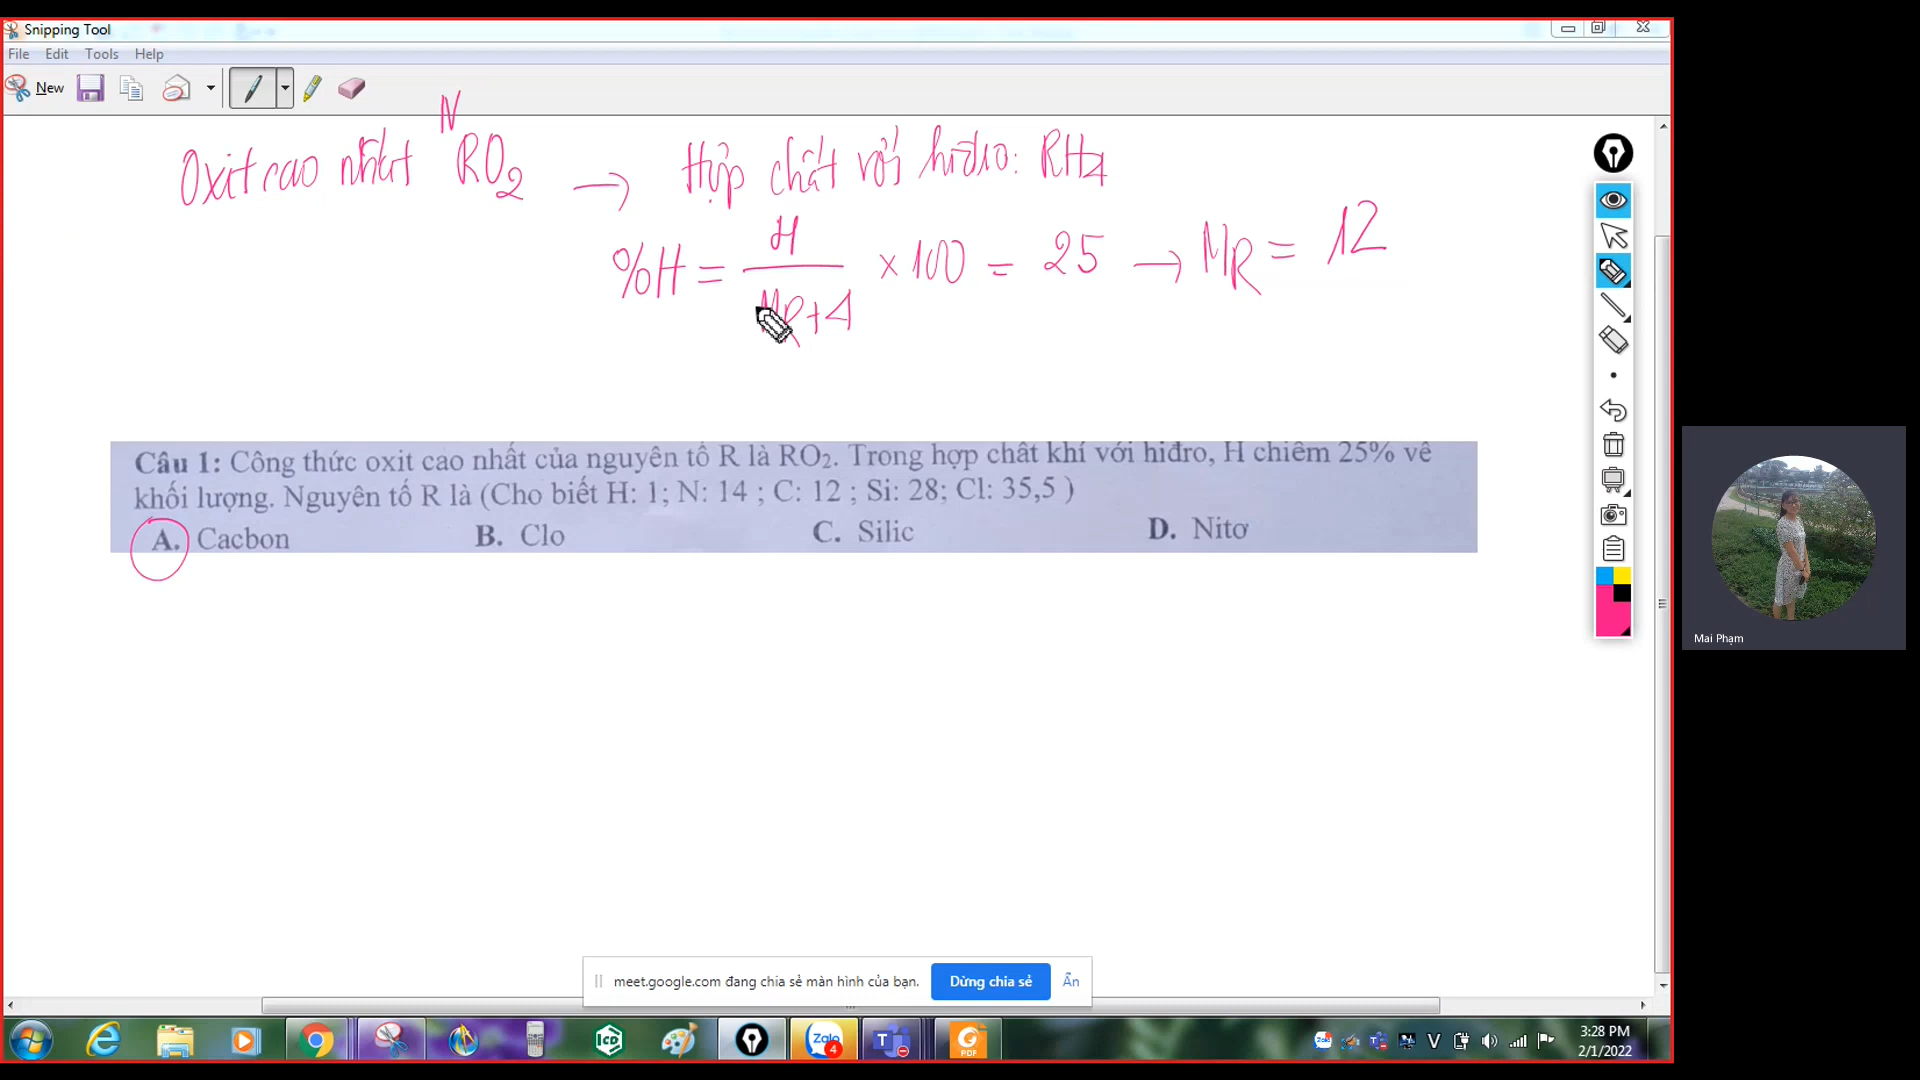 Snipping Tool
File Edit Tools Help
New
IV
Oxit cao nhất RO2 → Hợp chất với hiđro: RH4
%H = 4 / MR+4 × 100 = 25 → MR = 12
Câu 1: Công thức oxit cao nhất của nguyên tố R là RO2. Trong hợp chất khí với hiđro, H chiếm 25% về
khối lượng. Nguyên tố R là (Cho biết H: 1; N: 14 ; C: 12 ; Si: 28; Cl: 35,5 )
A. Cacbon B. Clo C. Silic D. Nitơ
Mai Phạm
meet.google.com đang chia sẻ màn hình của bạn. Dừng chia sẻ Ẩn
Zalo
4
PDF
3:28 PM
2/1/2022